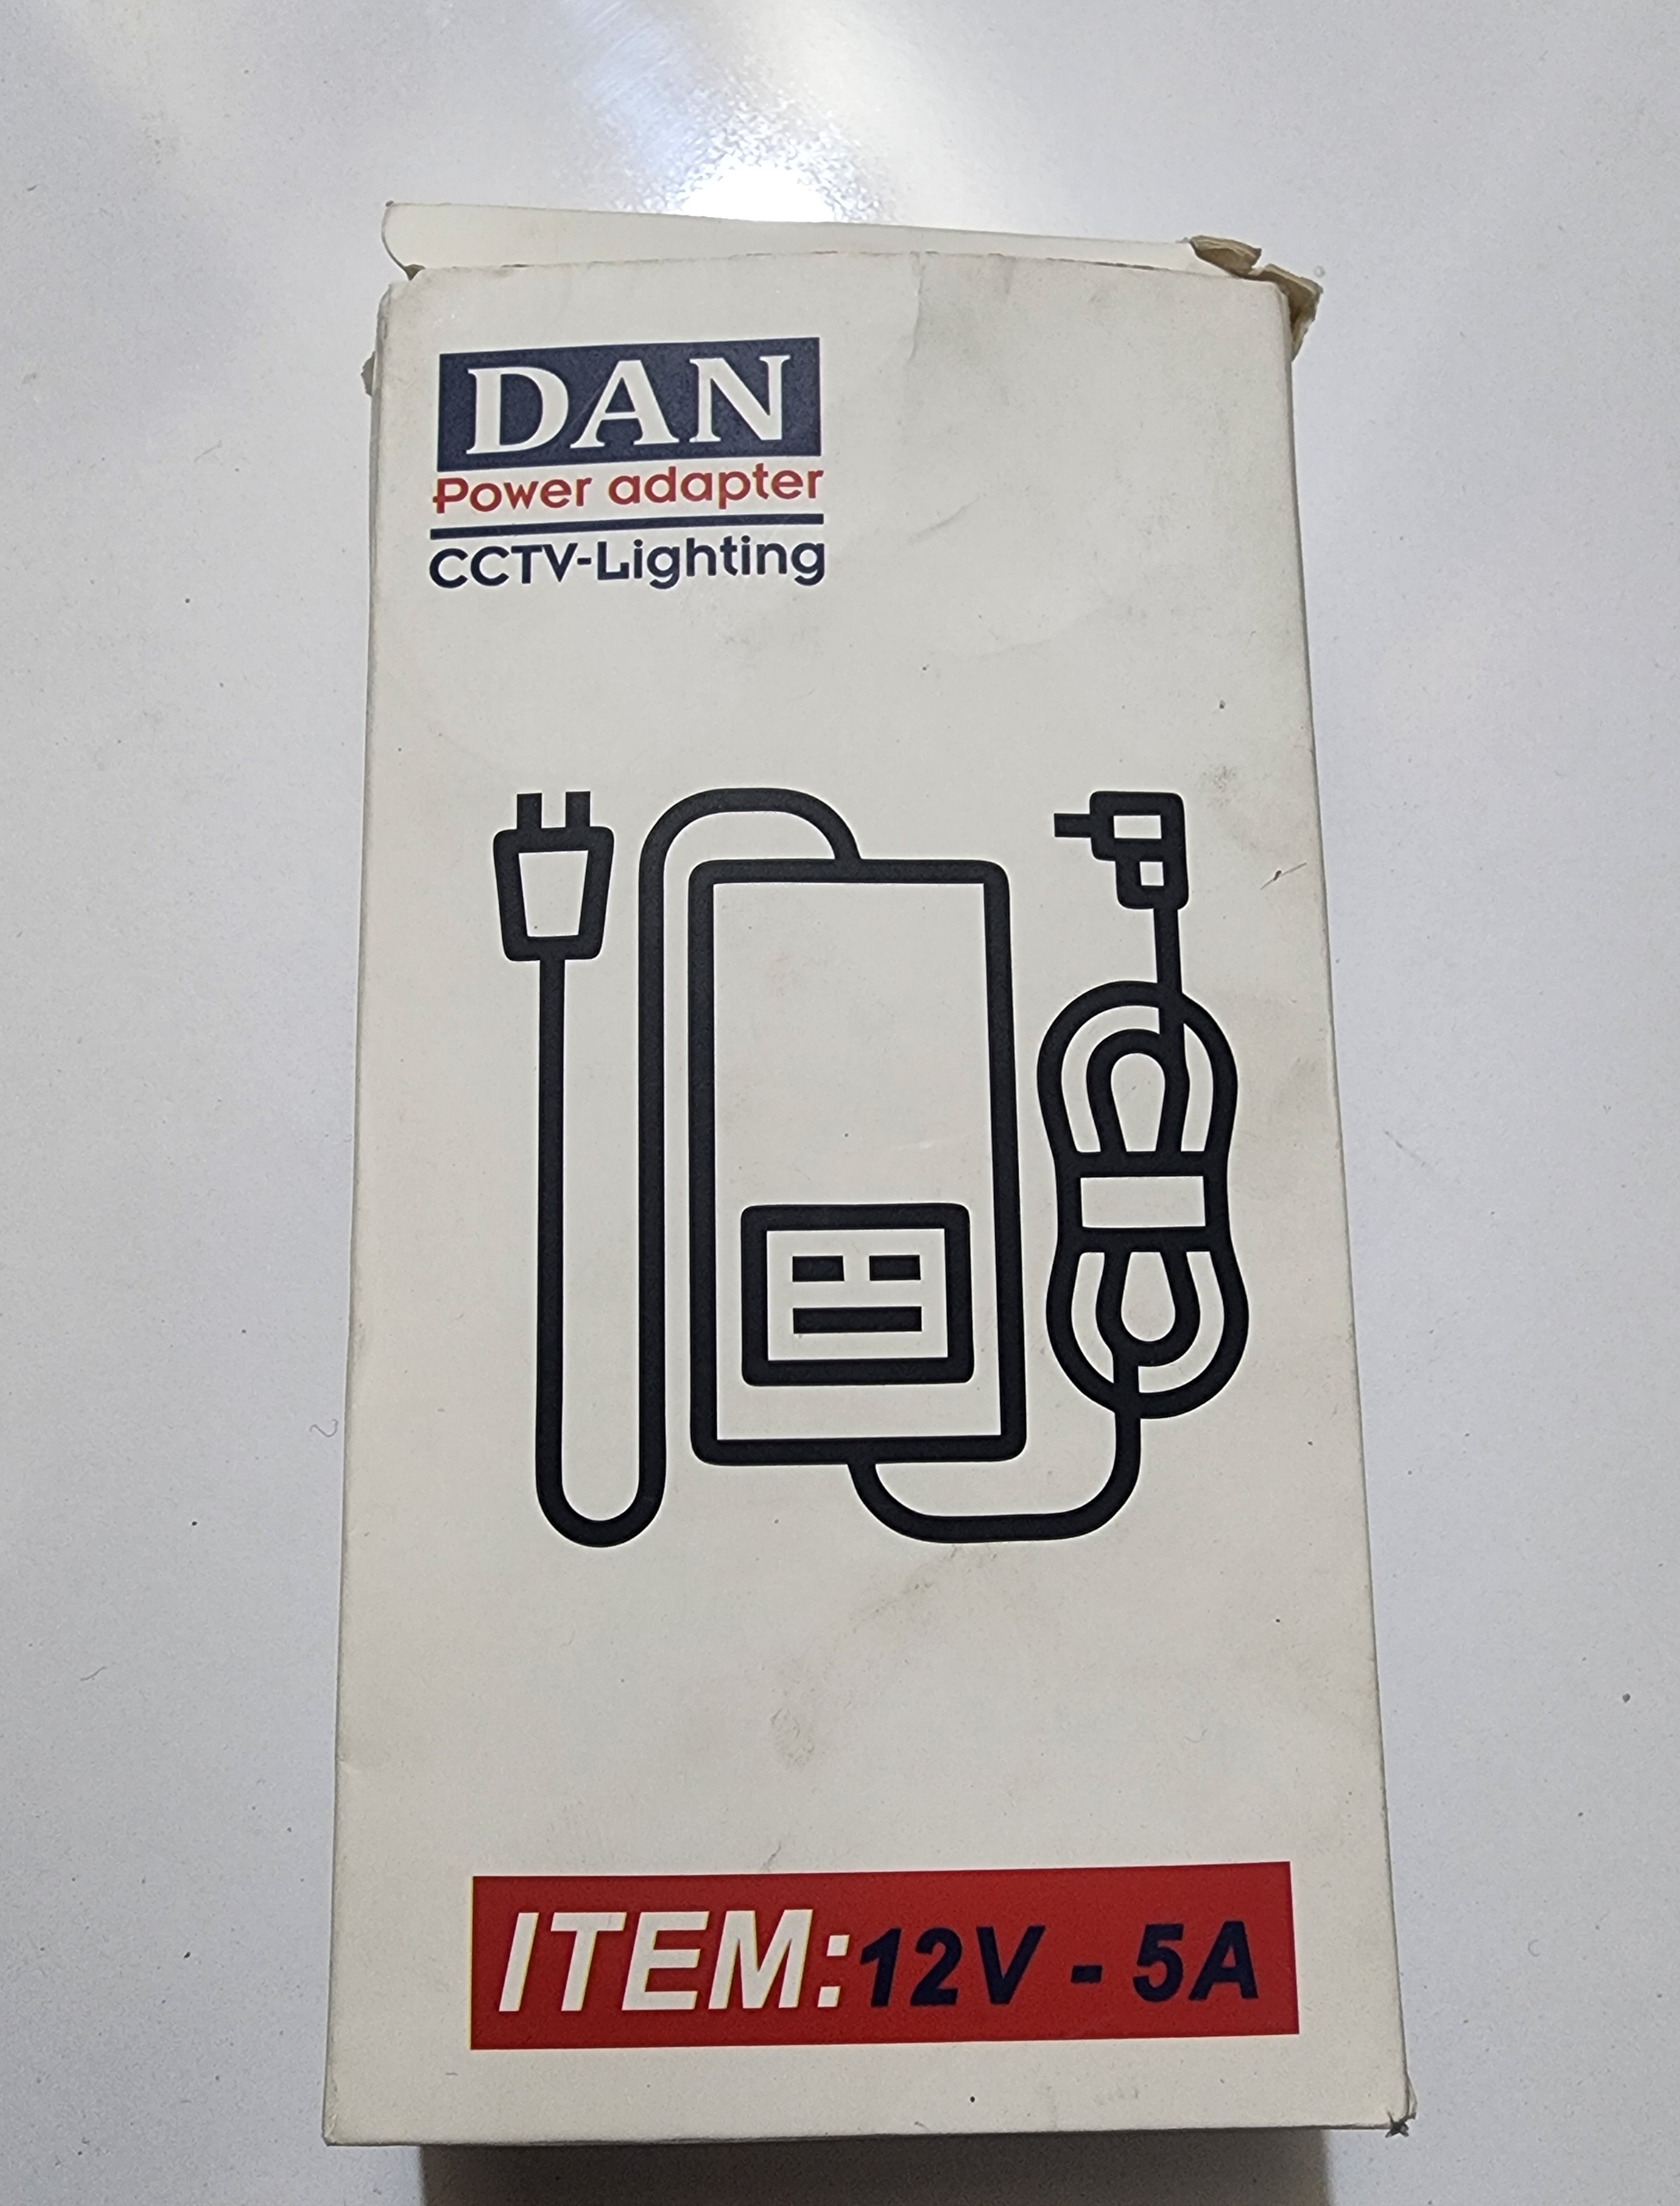 DAN
Power adapter
CCTV-Lighting
ITEM:12V - 5A